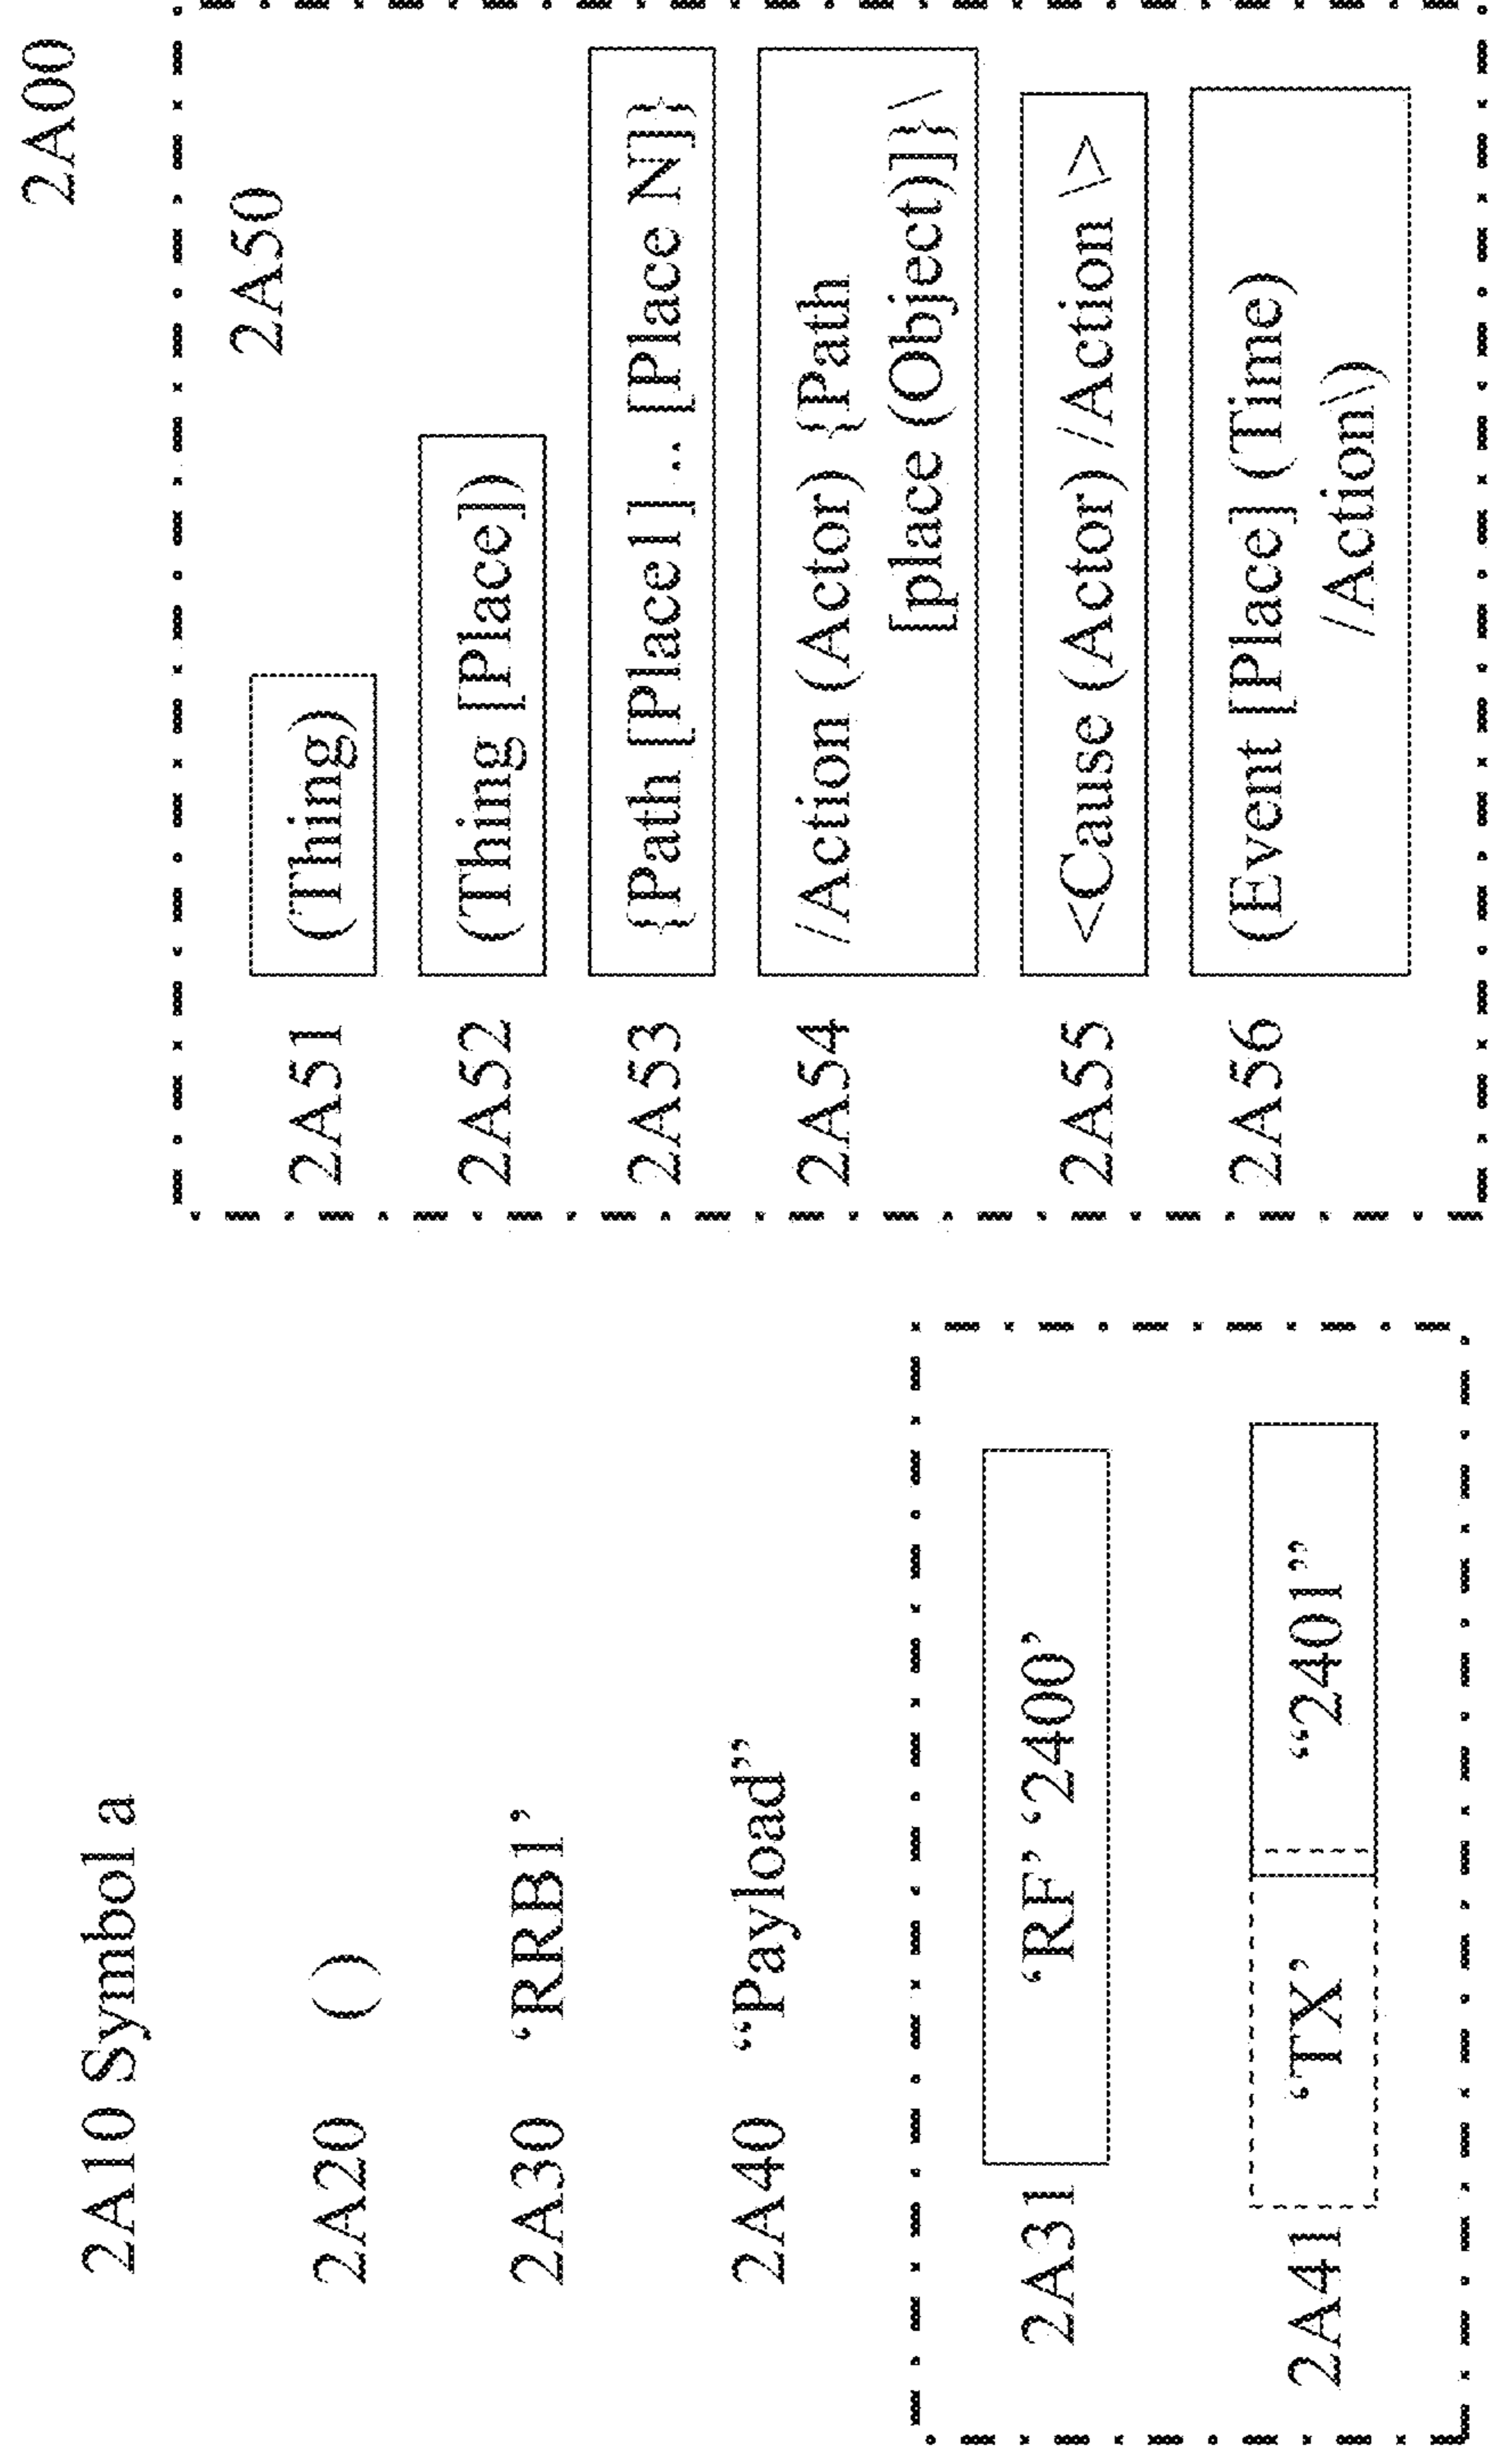 2A00
2A10 Symbol a
2A20 ( )
2A30 ‘RRB1’
2A40 “Payload”
2A31 ‘RF’ ‘2400’
2A41 ‘TX’ “2401”
2A50
2A51 (Thing)
2A52 (Thing [Place])
2A53 {Path [Place1] .. [Place N]}
2A54 /Action (Actor) {Path
[place (Object)]}\
2A55 <Cause (Actor) /Action \>
2A56 (Event [Place] (Time)
/Action\)